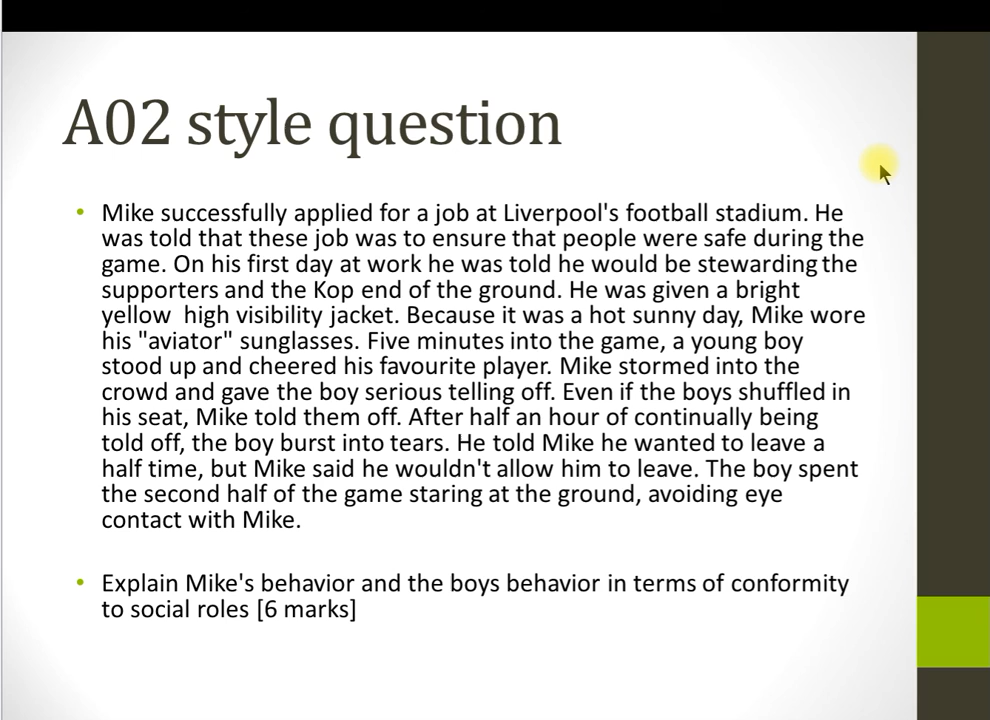 A02 style question
• Mike successfully applied for a job at Liverpool's football stadium. He
was told that these job was to ensure that people were safe during the
game. On his first day at work he was told he would be stewarding the
supporters and the Kop end of the ground. He was given a bright
yellow  high visibility jacket. Because it was a hot sunny day, Mike wore
his "aviator" sunglasses. Five minutes into the game, a young boy
stood up and cheered his favourite player. Mike stormed into the
crowd and gave the boy serious telling off. Even if the boys shuffled in
his seat, Mike told them off. After half an hour of continually being
told off, the boy burst into tears. He told Mike he wanted to leave a
half time, but Mike said he wouldn't allow him to leave. The boy spent
the second half of the game staring at the ground, avoiding eye
contact with Mike.
• Explain Mike's behavior and the boys behavior in terms of conformity
to social roles [6 marks]